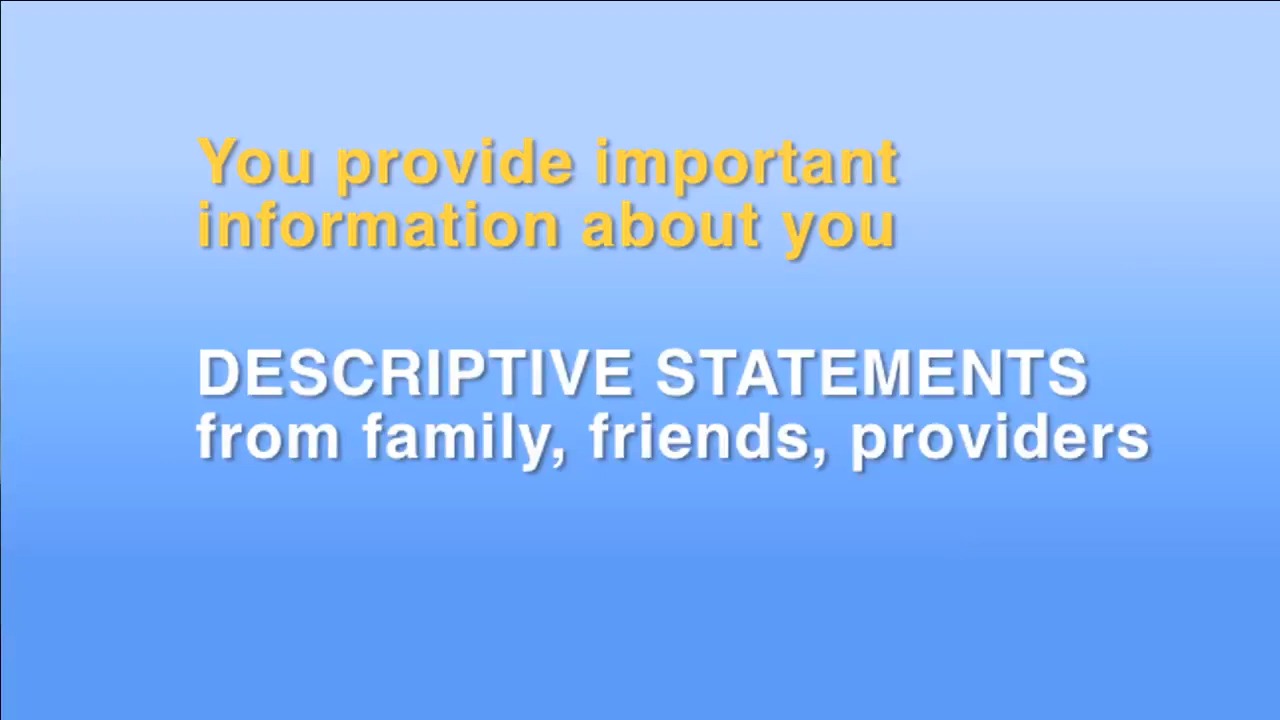 You provide important
information about you
DESCRIPTIVE STATEMENTS
from family, friends, providers